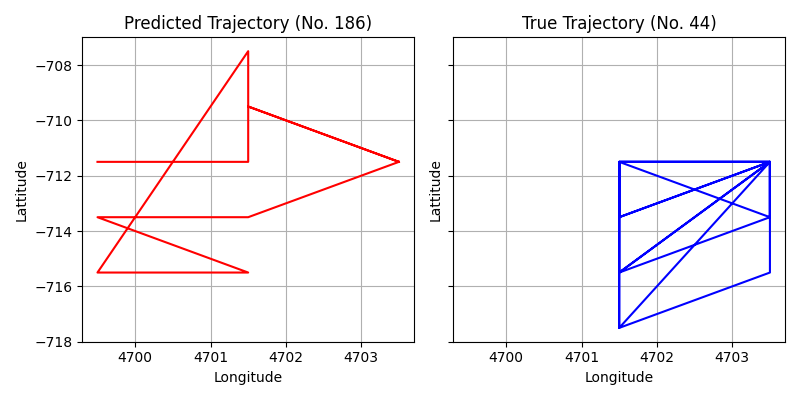 Predicted Trajectory (No. 186)
True Trajectory (No. 44)
Lattitude
−708
−710
−712
−714
−716
−718
4700
4701
4702
4703
Longitude
Lattitude
4700
4701
4702
4703
Longitude